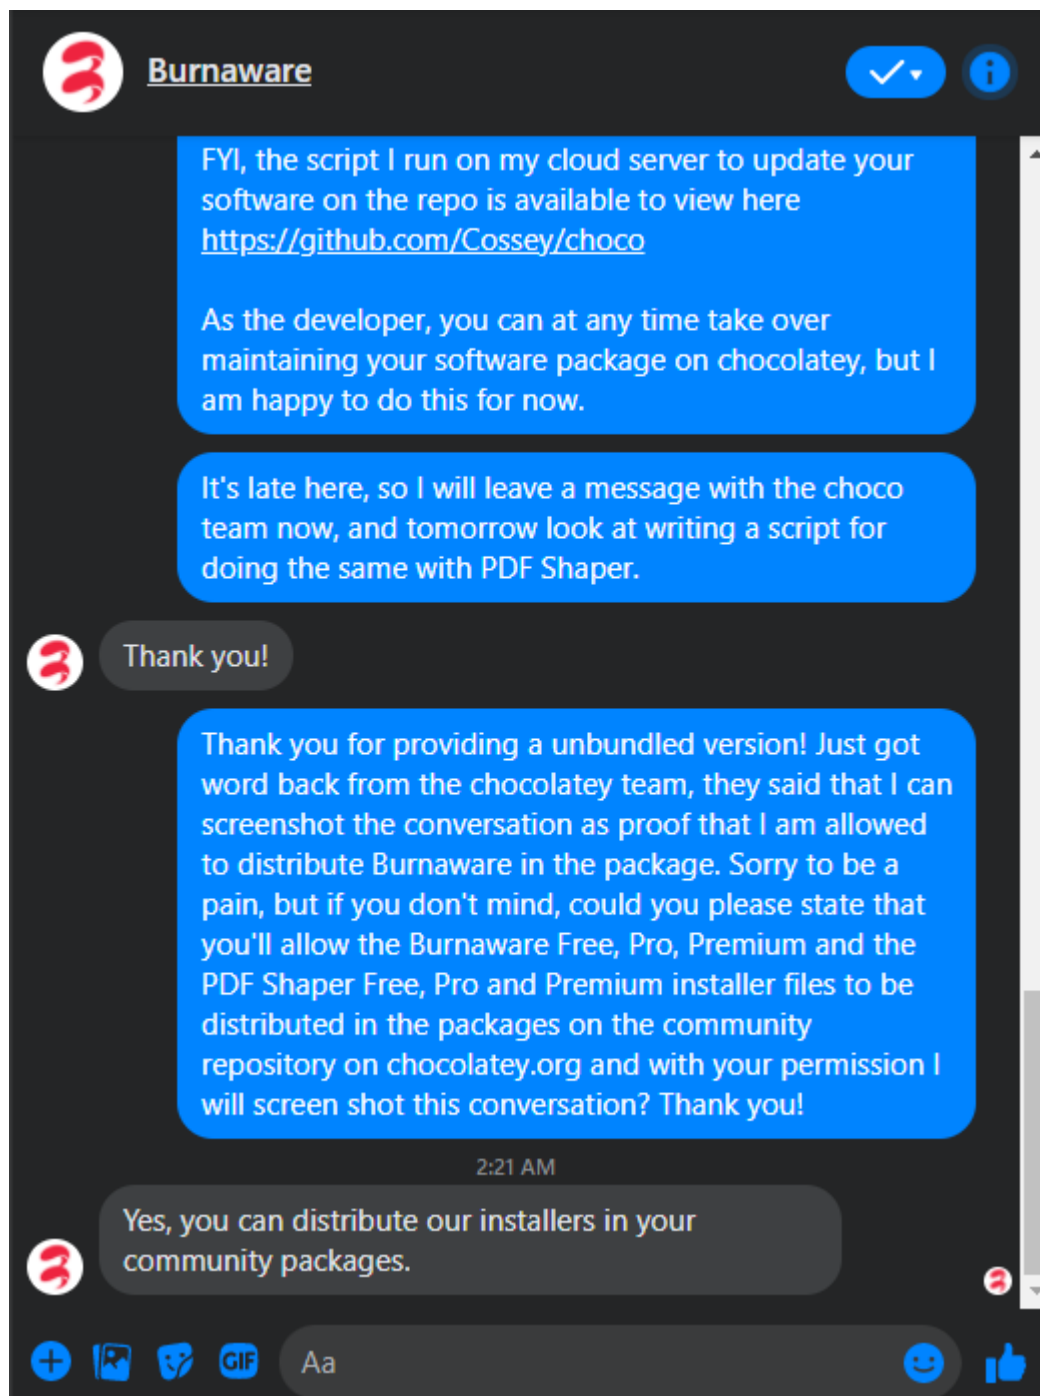 Burnaware
FYI, the script I run on my cloud server to update your
software on the repo is available to view here
https://github.com/Cossey/choco
As the developer, you can at any time take over
maintaining your software package on chocolatey, but I
am happy to do this for now.
It's late here, so I will leave a message with the choco
team now, and tomorrow look at writing a script for
doing the same with PDF Shaper.
Thank you!
Thank you for providing a unbundled version! Just got
word back from the chocolatey team, they said that I can
screenshot the conversation as proof that I am allowed
to distribute Burnaware in the package. Sorry to be a
pain, but if you don't mind, could you please state that
you'll allow the Burnaware Free, Pro, Premium and the
PDF Shaper Free, Pro and Premium installer files to be
distributed in the packages on the community
repository on chocolatey.org and with your permission I
will screen shot this conversation? Thank you!
2:21 AM
Yes, you can distribute our installers in your
community packages.
GIF
Aa